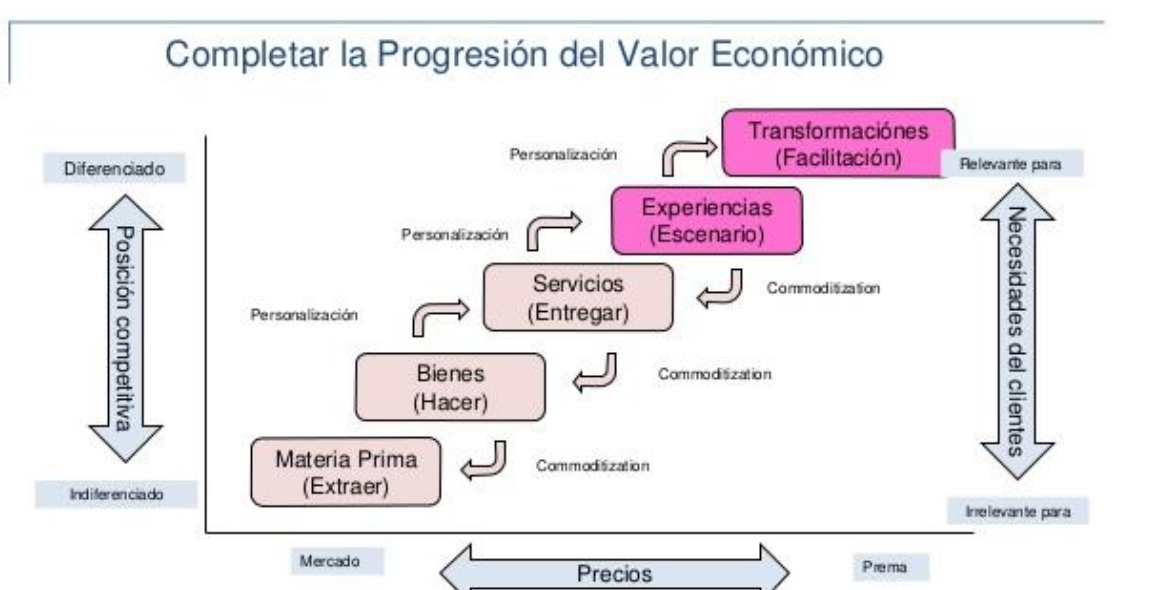 Completar la Progresión del Valor Económico
Transformaciónes
(Facilitación)
Personalización
Diferenciado
Relevante para
Experiencias
(Escenario)
Personalización
Servicios
(Entregar)
Commoditization
Personalización
Posición competitiva
Necesidades del clientes
Bienes
(Hacer)
Commoditization
Materia Prima
(Extraer)
Commoditization
Indiferenciado
Irrelevante para
Mercado
Precios
Prema